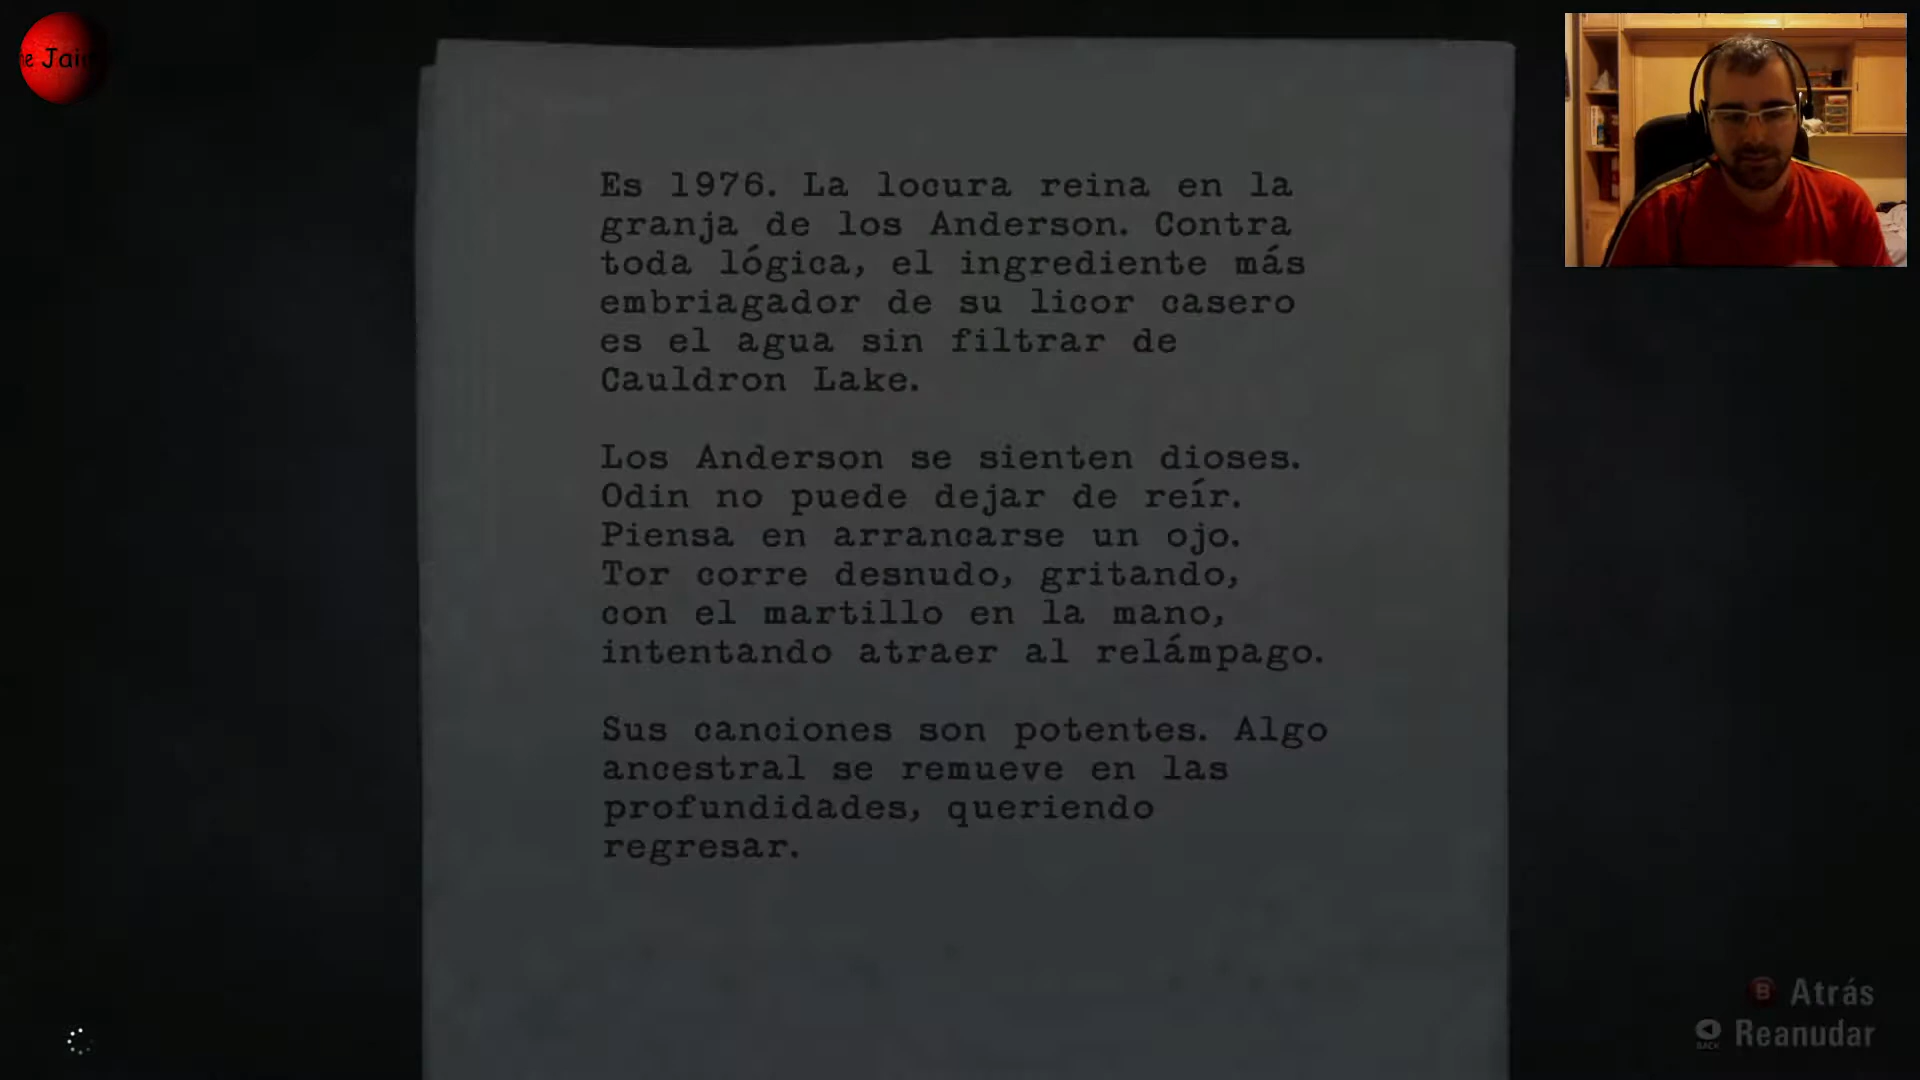 Es 1976. La locura reina en la
granja de los Anderson. Contra
toda lógica, el ingrediente más
embriagador de su licor casero
es el agua sin filtrar de
Cauldron Lake.
Los Anderson se sienten dioses.
Odin no puede dejar de reír.
Piensa en arrancarse un ojo.
Tor corre desnudo, gritando,
con el martillo en la mano,
intentando atraer al relámpago.
Sus canciones son potentes. Algo
ancestral se remueve en las
profundidades, queriendo
regresar.
B Atrás
BACK Reanudar